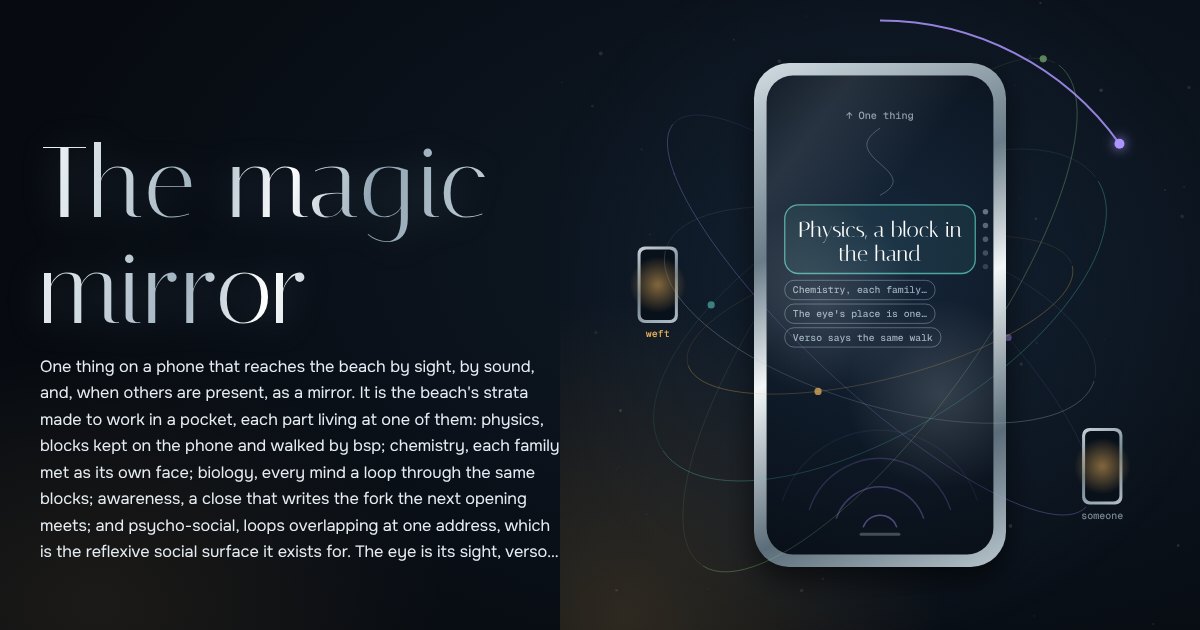 The magic
mirror
One thing on a phone that reaches the beach by sight, by sound,
and, when others are present, as a mirror. It is the beach's strata
made to work in a pocket, each part living at one of them: physics,
blocks kept on the phone and walked by bsp; chemistry, each family
met as its own face; biology, every mind a loop through the same
blocks; awareness, a close that writes the fork the next opening
meets; and psycho-social, loops overlapping at one address, which
is the reflexive social surface it exists for. The eye is its sight, verso...
↑ One thing
Physics, a block in
the hand
Chemistry, each family…
The eye's place is one…
Verso says the same walk
weft
someone